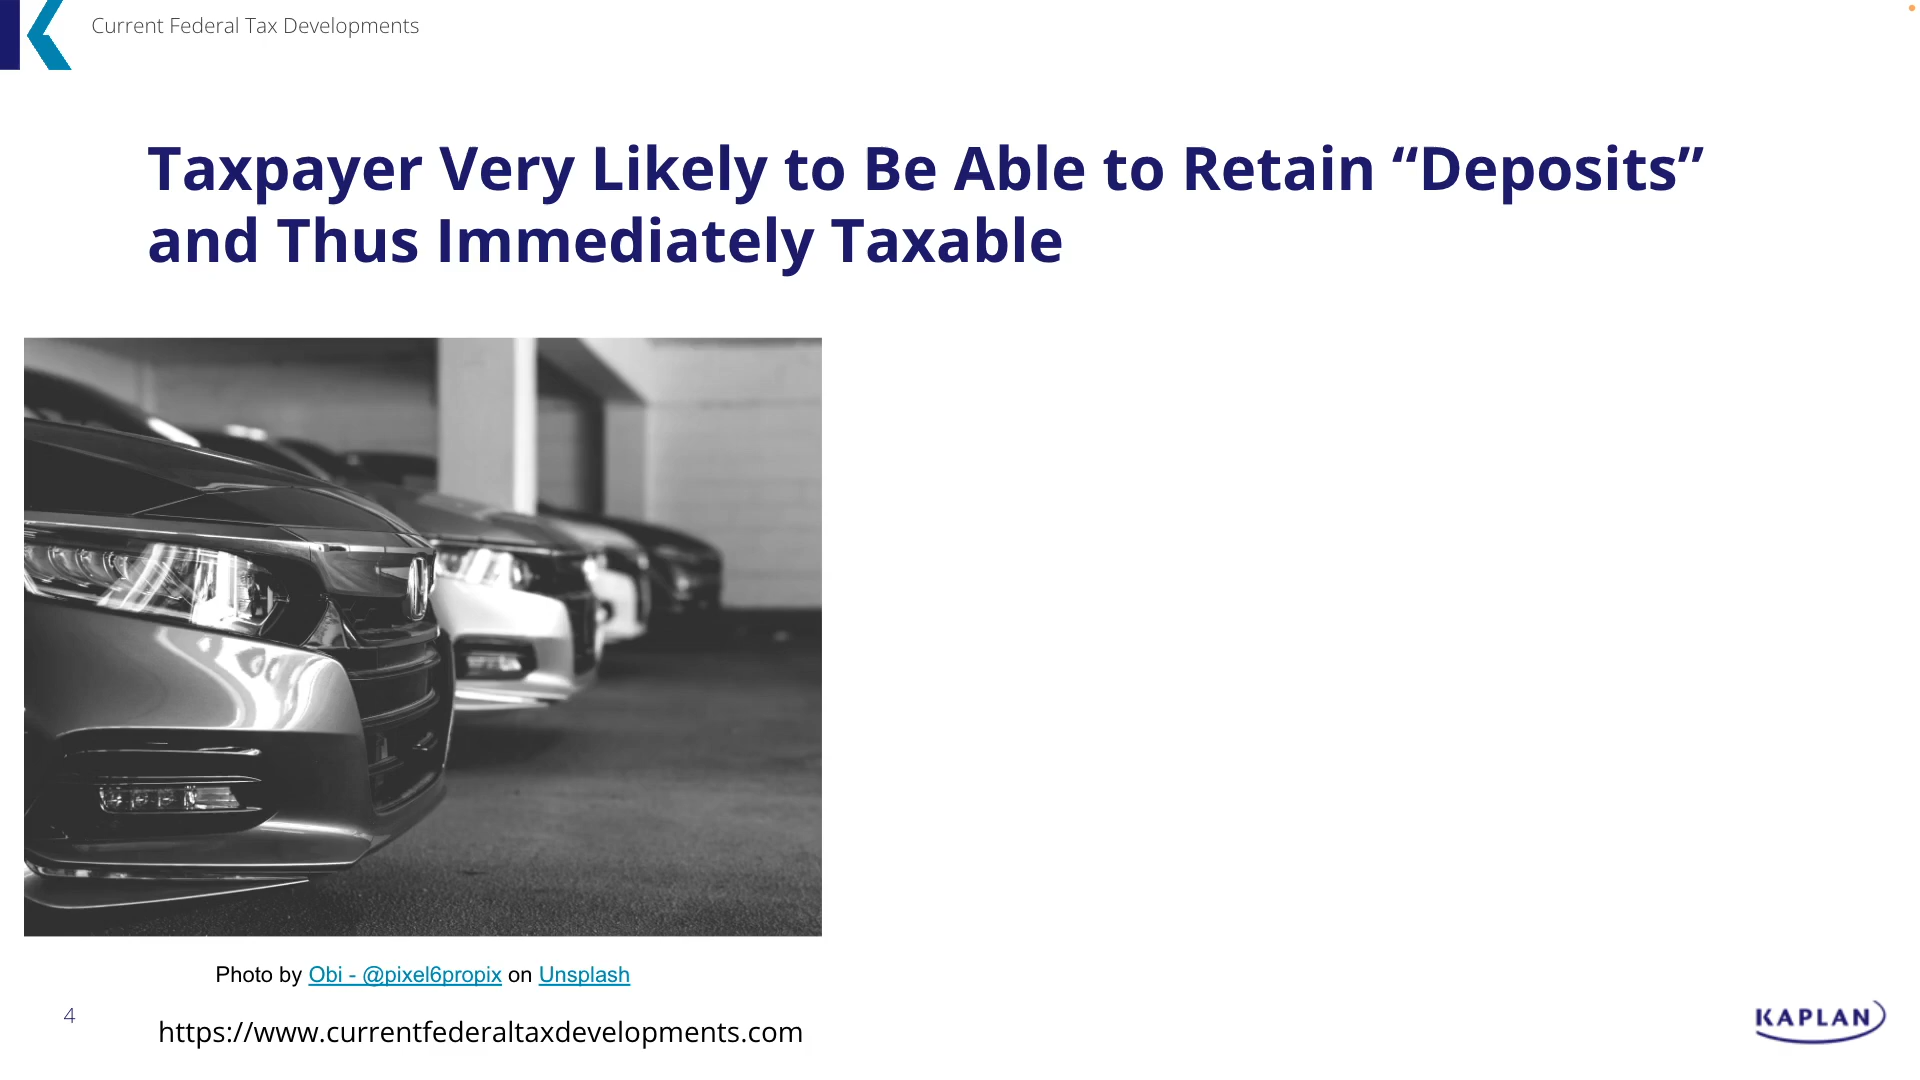 Current Federal Tax Developments
Taxpayer Very Likely to Be Able to Retain “Deposits”
and Thus Immediately Taxable
Photo by Obi - @pixel6propix on Unsplash
4
https://www.currentfederaltaxdevelopments.com
KAPLAN